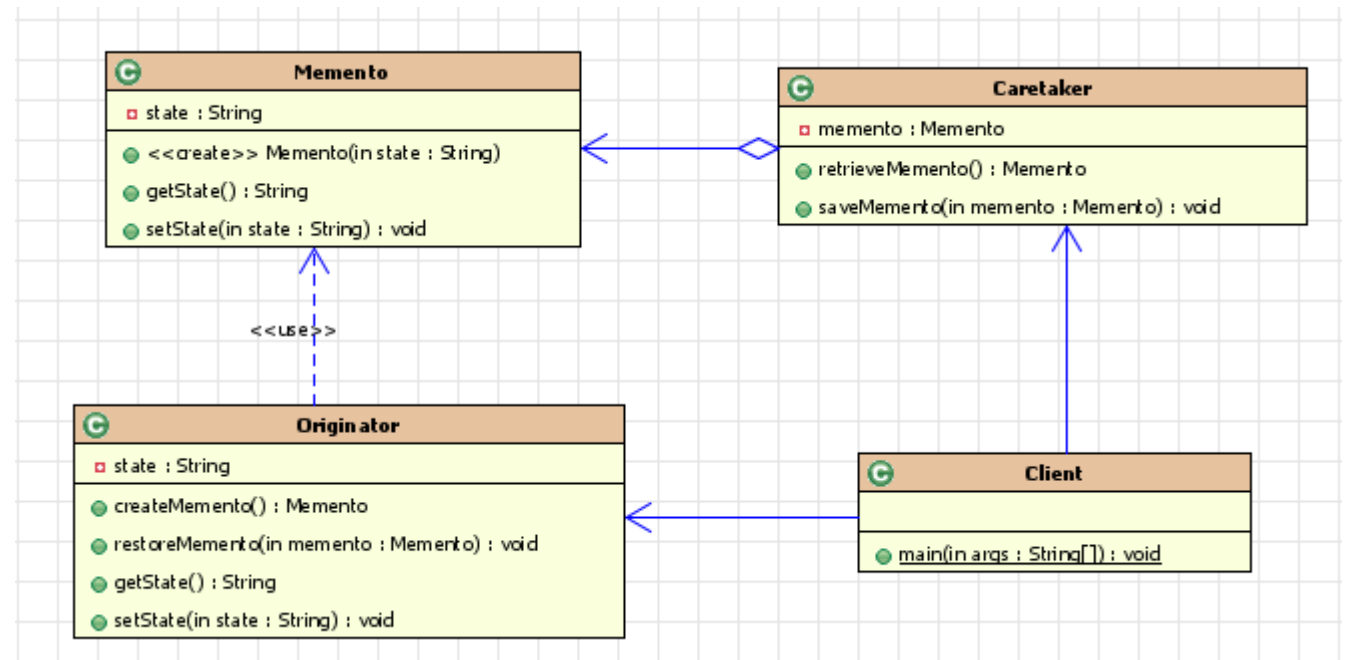 C Memento
state : String
<<create>> Memento(in state : String)
getState() : String
setState(in state : String) : void
C Caretaker
memento : Memento
retrieveMemento() : Memento
saveMemento(in memento : Memento) : void
<<use>>
C Originator
state : String
createMemento() : Memento
restoreMemento(in memento : Memento) : void
getState() : String
setState(in state : String) : void
C Client
main(in args : String[]) : void